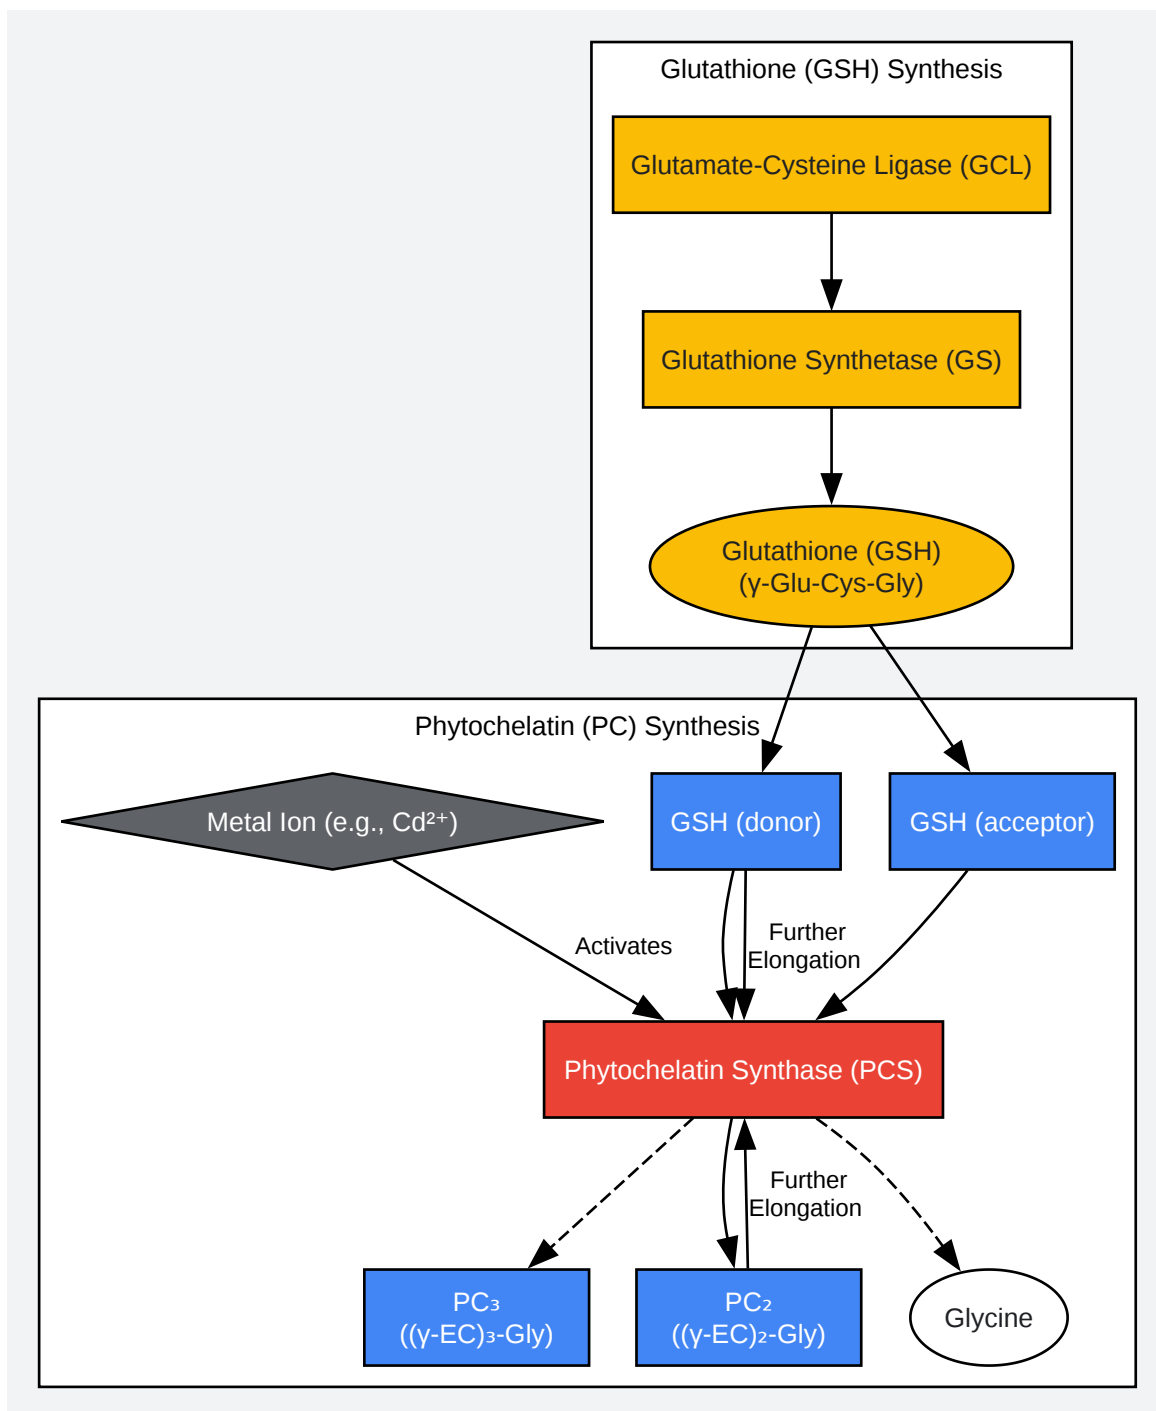 Glutathione (GSH) Synthesis
Glutamate-Cysteine Ligase (GCL)
Glutathione Synthetase (GS)
Glutathione (GSH)
(γ-Glu-Cys-Gly)
Phytochelatin (PC) Synthesis
Metal Ion (e.g., Cd²⁺)
GSH (donor)
GSH (acceptor)
Activates
Further
Elongation
Phytochelatin Synthase (PCS)
Further
Elongation
PC₃
((γ-EC)₃-Gly)
PC₂
((γ-EC)₂-Gly)
Glycine